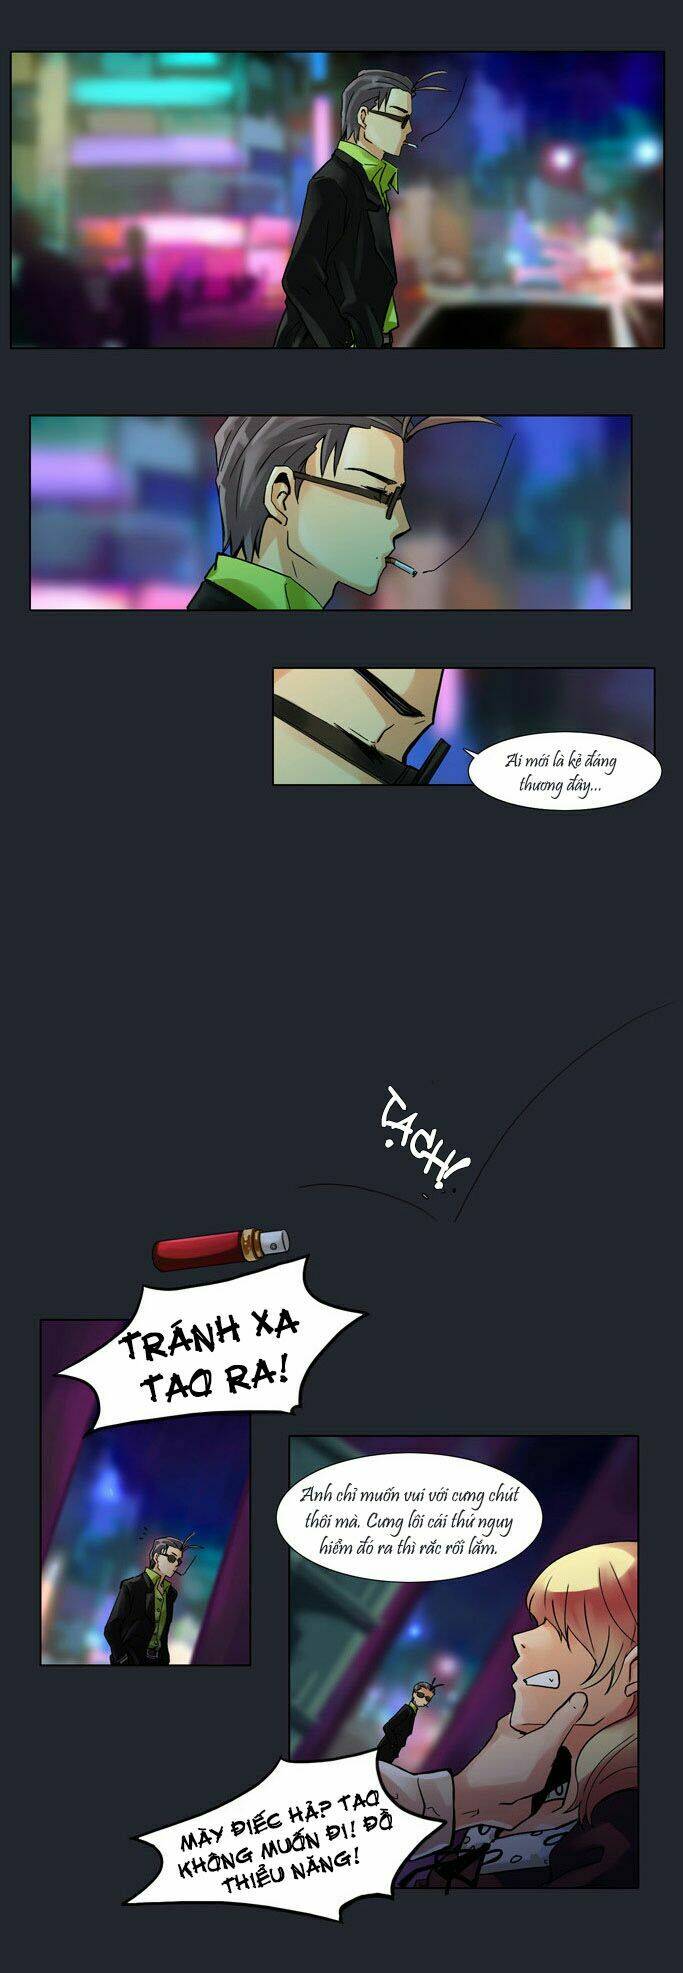 Ai mới là kẻ đáng
thương đây...
TẠCH!
TRÁNH XA
TAO RA!
Anh chỉ muốn vui với cưng chút
thôi mà. Cưng lôi cái thứ nguy
hiểm đó ra thì rắc rối lắm.
MÀY ĐIẾC HẢ? TAO
KHÔNG MUỐN ĐI! ĐỒ
THIỂU NĂNG!